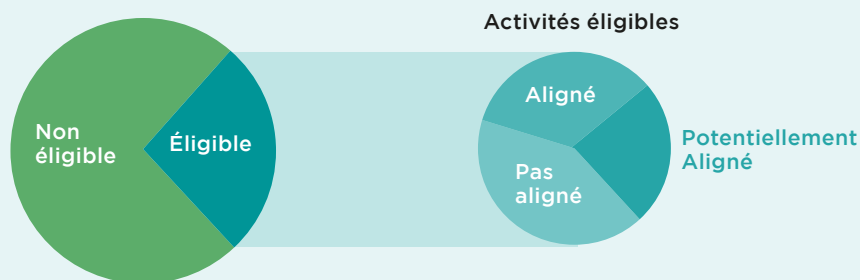 Activités éligibles
Non
éligible
Éligible
Aligné
Pas
aligné
Potentiellement
Aligné